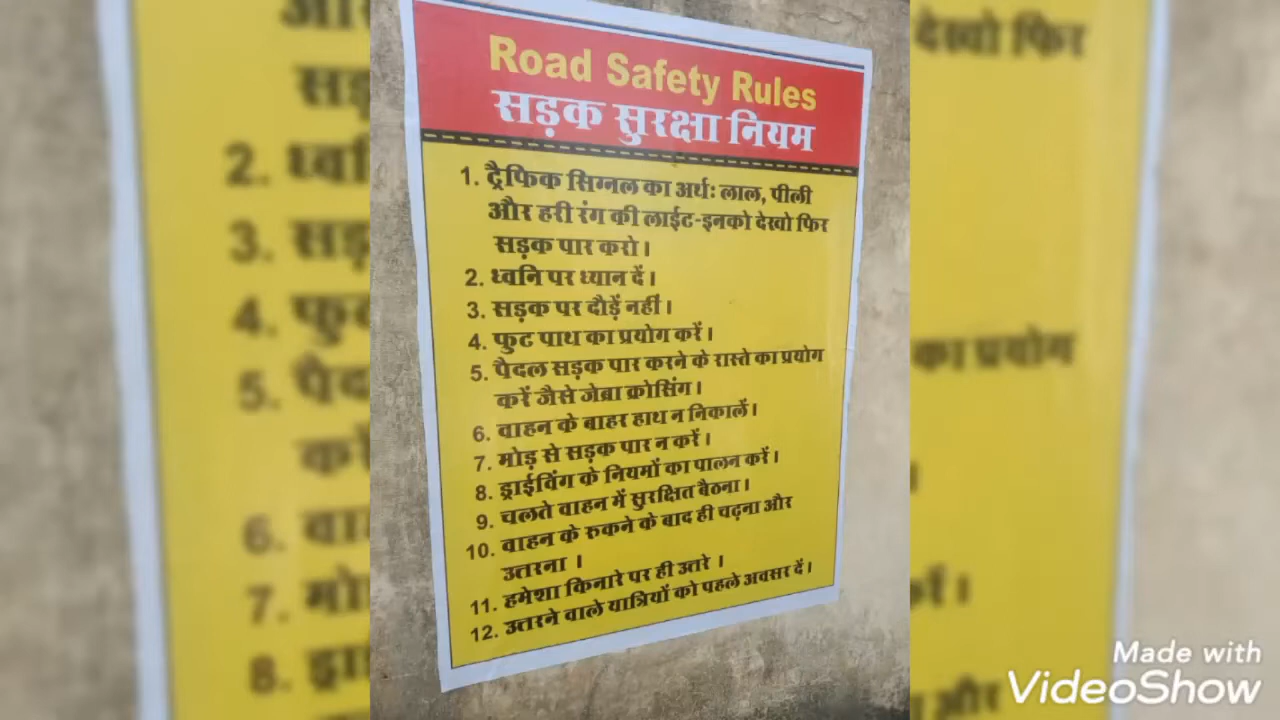 Road Safety Rules
सड़क सुरक्षा नियम
1. ट्रैफिक सिग्नल का अर्थः लाल, पीली
और हरी रंग की लाईट-इनको देखो फिर
सड़क पार करो।
2. ध्वनि पर ध्यान दें।
3. सड़क पर दौड़ें नहीं।
4. फुट पाथ का प्रयोग करें।
5. पैदल सड़क पार करने के रास्ते का प्रयोग
करें जैसे जेब्रा क्रोसिंग।
6. वाहन के बाहर हाथ न निकालें।
7. मोड़ से सड़क पार न करें।
8. ड्राईविंग के नियमों का पालन करें।
9. चलते वाहन में सुरक्षित बैठना।
10. वाहन के रुकने के बाद ही चढ़ना और
उतरना ।
11. हमेशा किनारे पर ही उतरे ।
12. उतरने वाले यात्रियों को पहले अवसर दें।
Made with
VideoShow